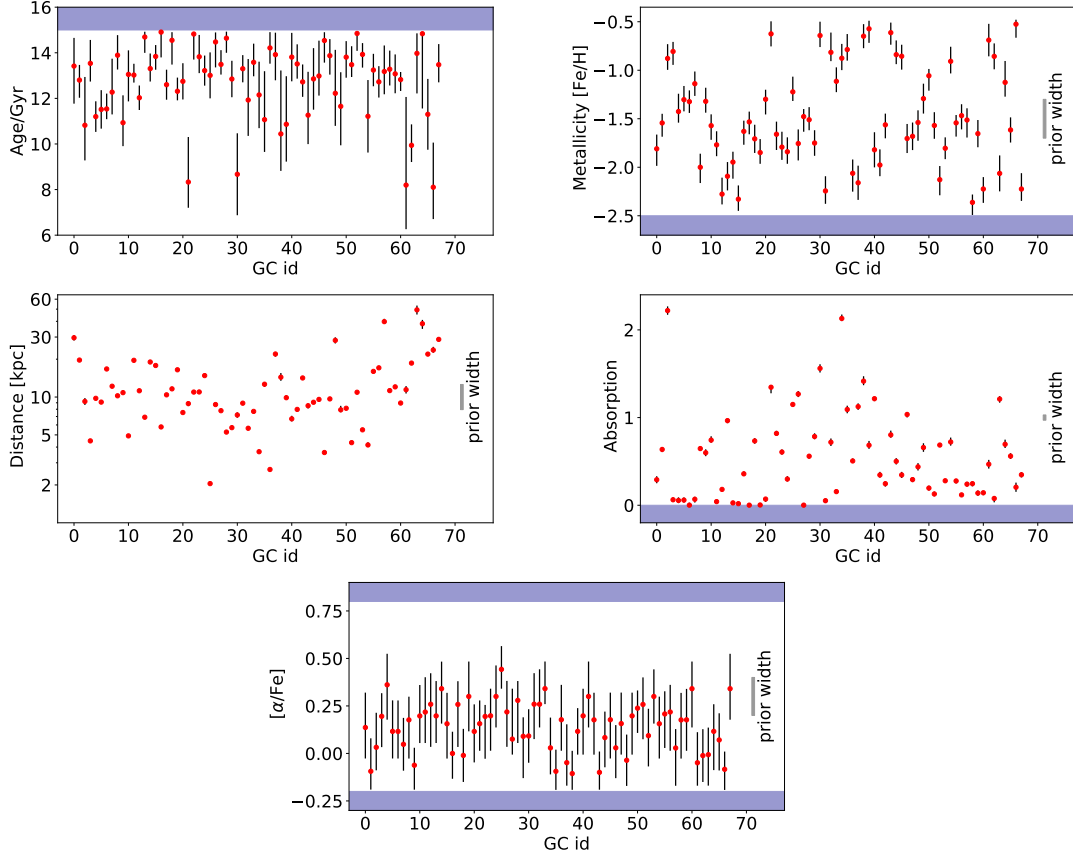 Age/Gyr
16
14
12
10
8
6
0 10 20 30 40 50 60 70
GC id
Metallicity [Fe/H]
−0.5
−1.0
−1.5
−2.0
−2.5
prior width
0 10 20 30 40 50 60 70
GC id
Distance [kpc]
60
30
10
5
2
prior width
0 10 20 30 40 50 60 70
GC id
Absorption
2
1
0
prior width
0 10 20 30 40 50 60 70
GC id
[α/Fe]
0.75
0.50
0.25
0.00
−0.25
prior width
0 10 20 30 40 50 60 70
GC id